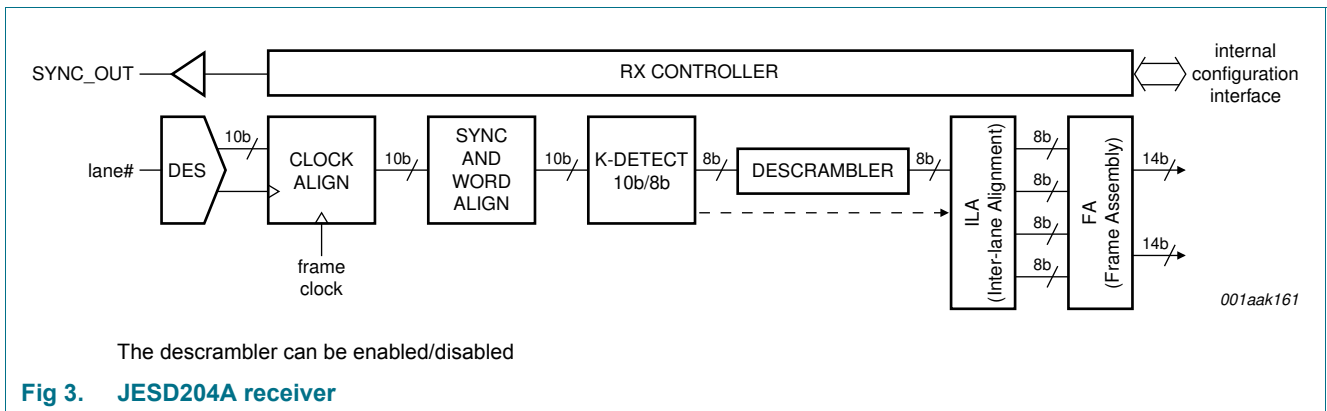 SYNC_OUT
RX CONTROLLER
internal
configuration
interface
lane#
DES
10b
CLOCK
ALIGN
frame
clock
10b
SYNC
AND
WORD
ALIGN
10b
K-DETECT
10b/8b
8b
DESCRAMBLER
8b
ILA
(Inter-lane Alignment)
8b
8b
8b
8b
FA
(Frame Assembly)
14b
14b
001aak161
The descrambler can be enabled/disabled
Fig 3. JESD204A receiver